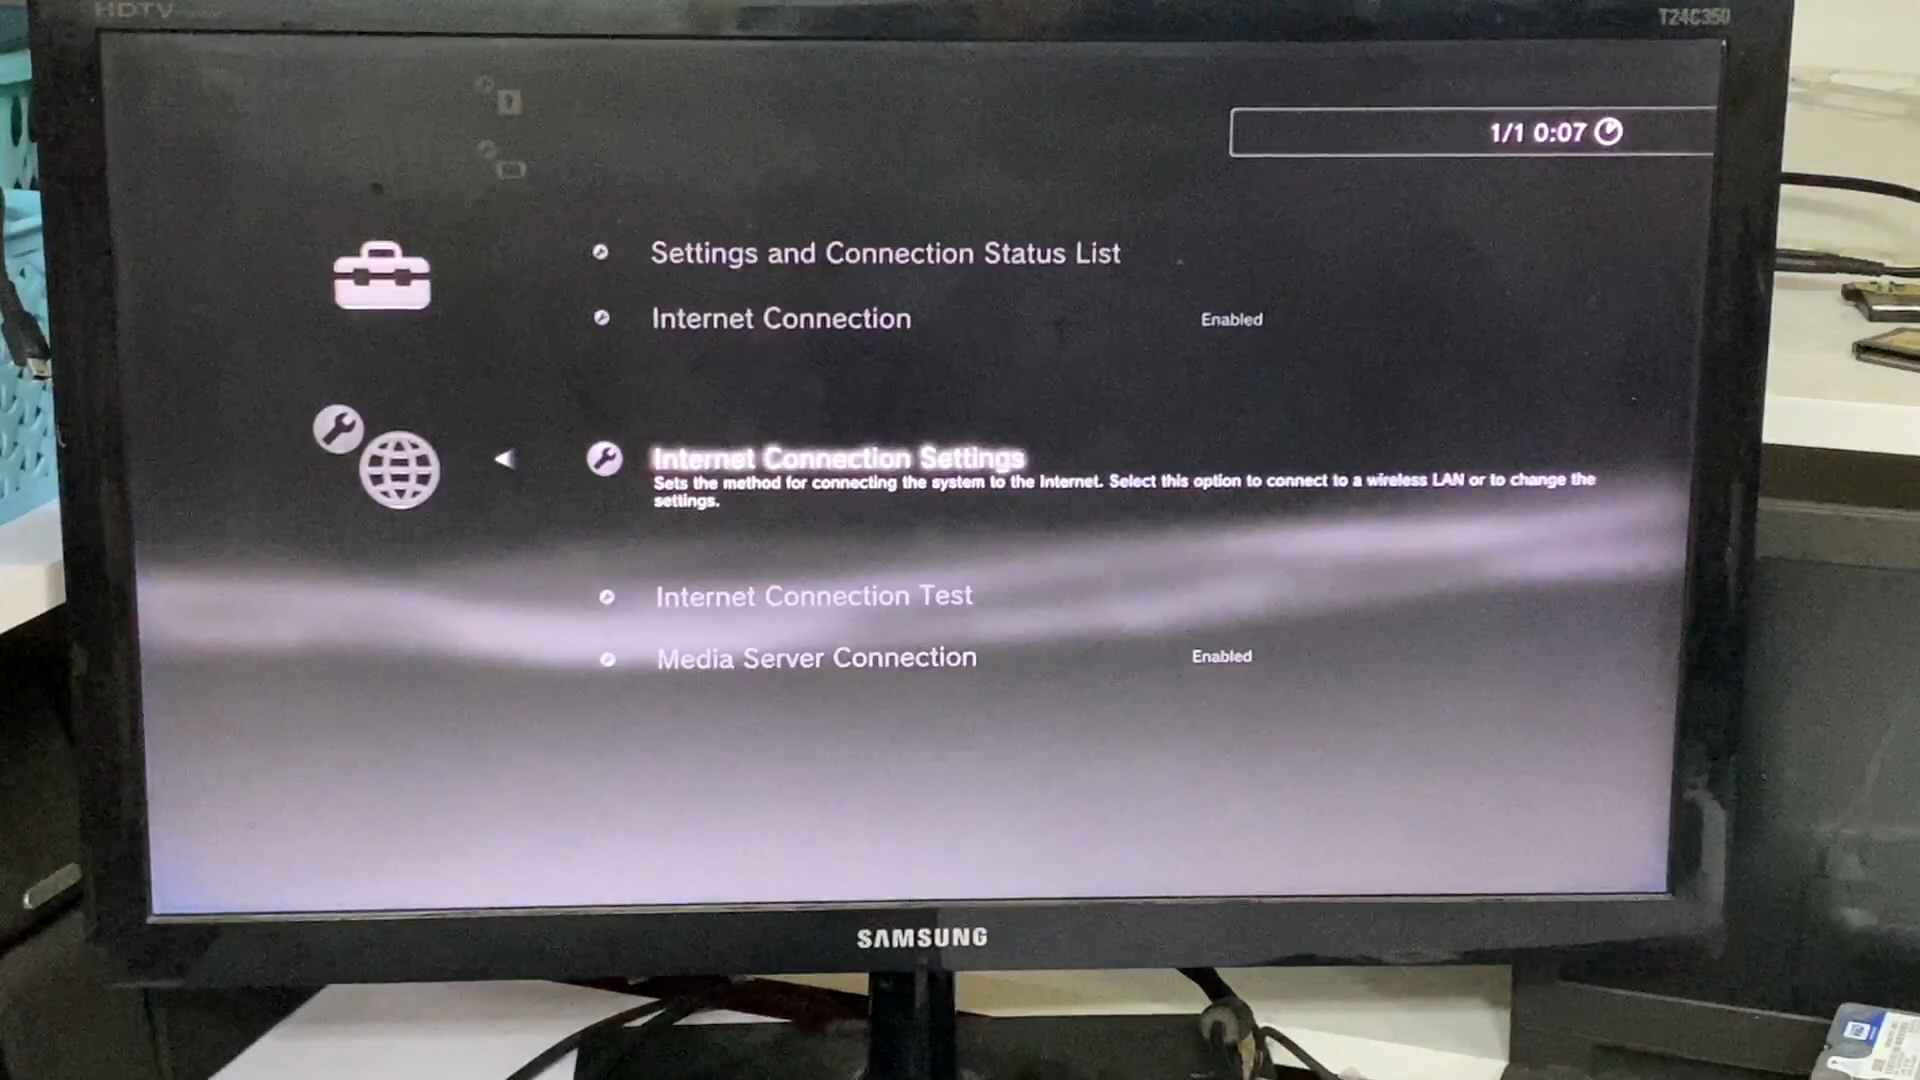 HDTV
T24C350
1/1 0:07
Settings and Connection Status List
Internet Connection Enabled
Internet Connection Settings
Sets the method for connecting the system to the Internet. Select this option to connect to a wireless LAN or to change the
settings.
Internet Connection Test
Media Server Connection Enabled
SAMSUNG